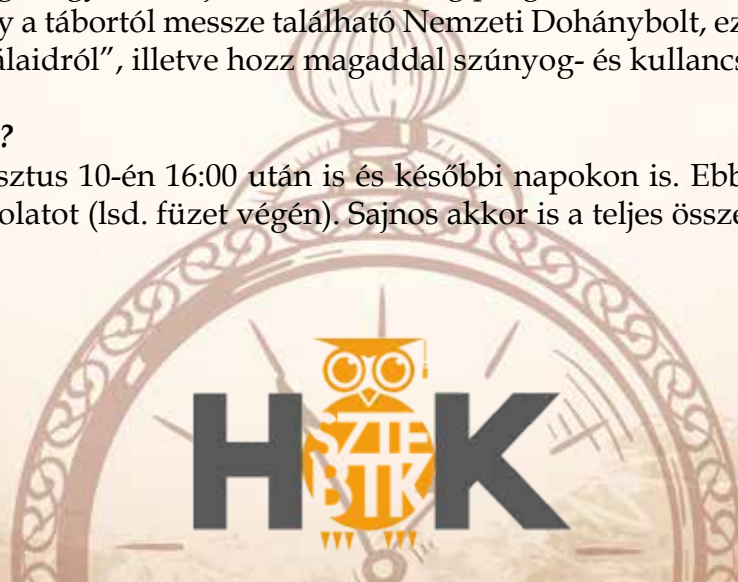 y a tábortól messze található Nemzeti Dohánybolt, ez
álaidról”, illetve hozz magaddal szúnyog- és kullancs
?
sztus 10-én 16:00 után is és későbbi napokon is. Ebb
olatot (lsd. füzet végén). Sajnos akkor is a teljes össze
H K
SZTE
BTK